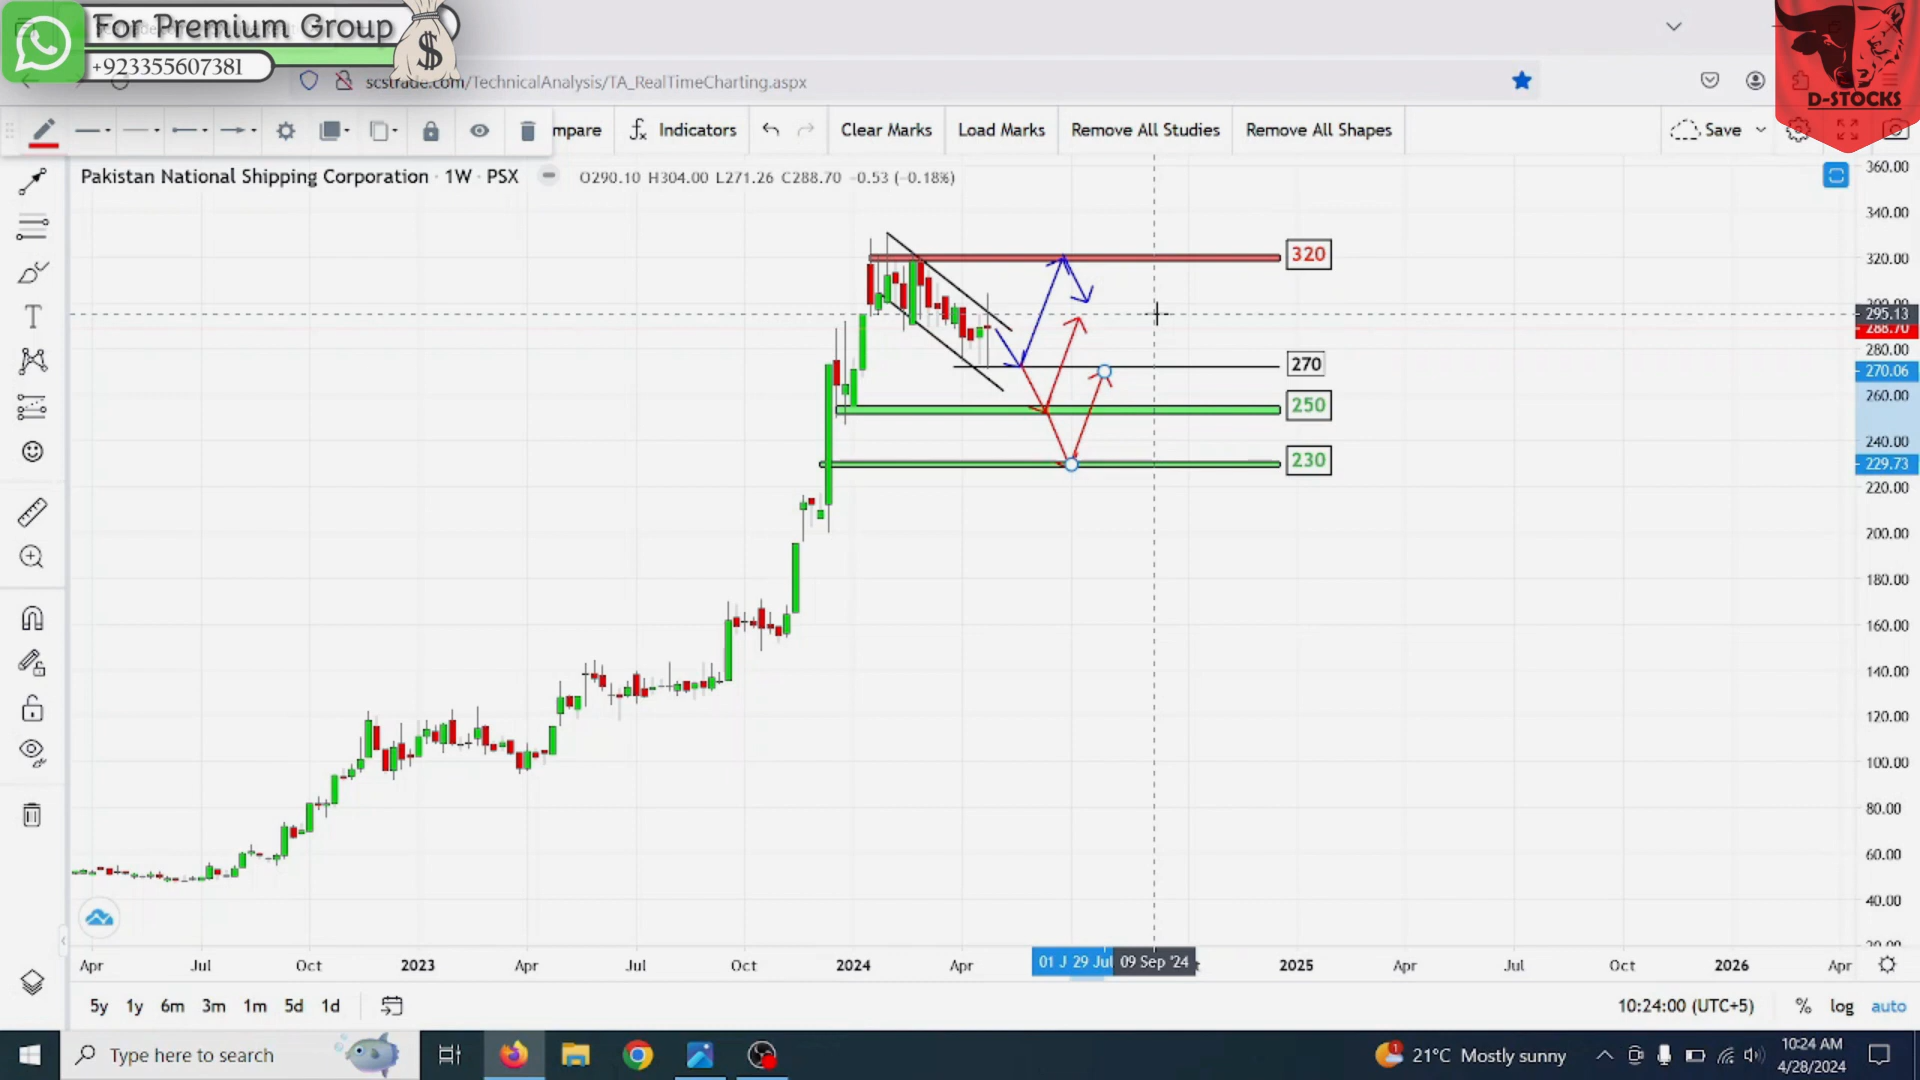 For Premium Group
+923355607381
D-STOCKS
scstrade.com/TechnicalAnalysis/TA_RealTimeCharting.aspx
mpare
Indicators
Clear Marks
Load Marks
Remove All Studies
Remove All Shapes
Save
Pakistan National Shipping Corporation · 1W · PSX
O290.10 H304.00 L271.26 C288.70 −0.53 (−0.18%)
360.00
340.00
320.00
295.13
288.70
280.00
270.06
260.00
240.00
229.73
220.00
200.00
180.00
160.00
140.00
120.00
100.00
80.00
60.00
40.00
320
270
250
230
Apr Jul Oct 2023 Apr Jul Oct 2024 Apr 01 J 29 Jul 09 Sep '24 2025 Apr Jul Oct 2026 Apr
5y 1y 6m 3m 1m 5d 1d
10:24:00 (UTC+5) % log auto
Type here to search
1
21°C Mostly sunny
10:24 AM
4/28/2024